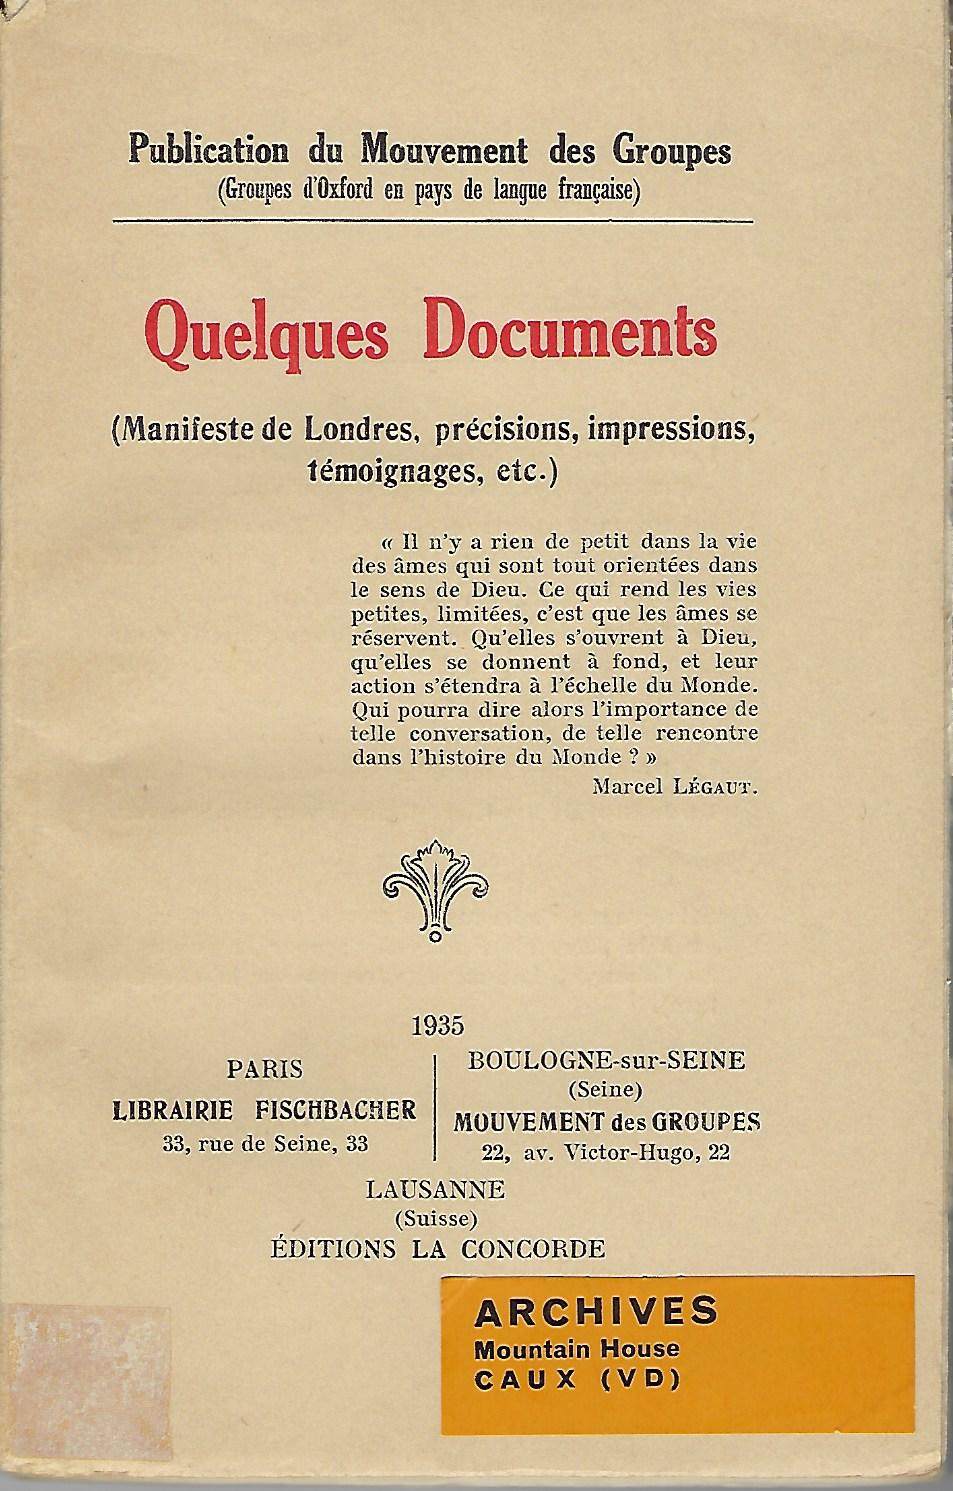 Publication du Mouvement des Groupes
(Groupes d'Oxford en pays de langue française)
Quelques Documents
(Manifeste de Londres, précisions, impressions,
témoignages, etc.)
« Il n'y a rien de petit dans la vie
des âmes qui sont tout orientées dans
le sens de Dieu. Ce qui rend les vies
petites, limitées, c'est que les âmes se
réservent. Qu'elles s'ouvrent à Dieu,
qu'elles se donnent à fond, et leur
action s'étendra à l'échelle du Monde.
Qui pourra dire alors l'importance de
telle conversation, de telle rencontre
dans l'histoire du Monde ? »
Marcel LÉGAUT.
1935
PARIS
LIBRAIRIE FISCHBACHER
33, rue de Seine, 33
BOULOGNE-sur-SEINE
(Seine)
MOUVEMENT des GROUPES
22, av. Victor-Hugo, 22
LAUSANNE
(Suisse)
ÉDITIONS LA CONCORDE
ARCHIVES
Mountain House
CAUX (VD)